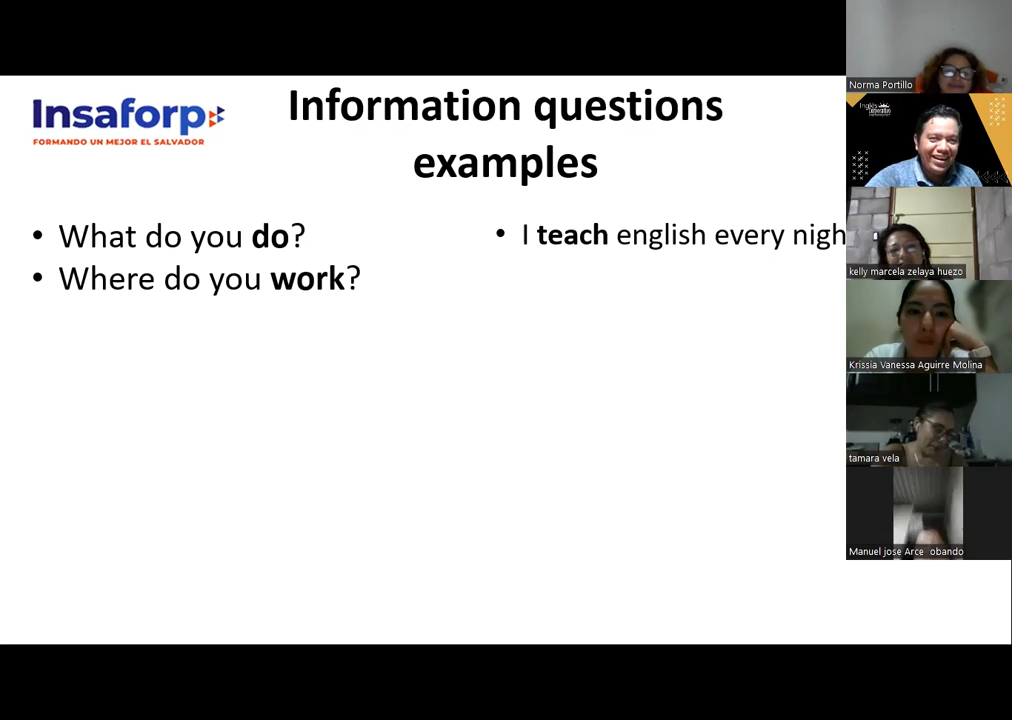 Insaforp
FORMANDO UN MEJOR EL SALVADOR
Information questions
examples
• What do you do?
• Where do you work?
• I teach english every nigh
Norma Portillo
Inglés
kelly marcela zelaya huezo
Krissia Vanessa Aguirre Molina
tamara vela
Manuel jose Arce obando